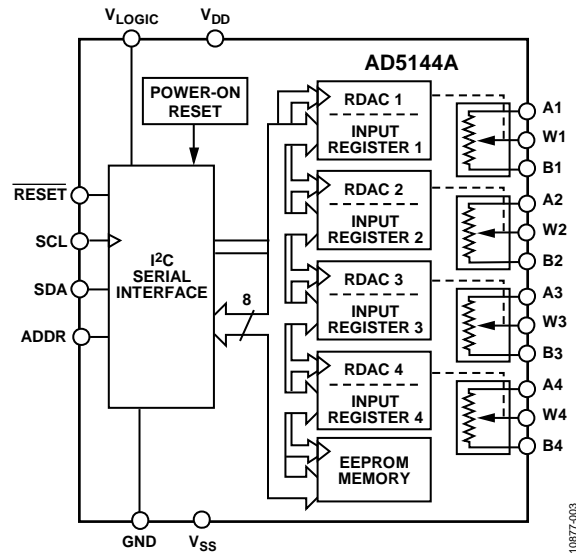 VLOGIC
VDD
AD5144A
POWER-ON
RESET
RDAC 1
INPUT
REGISTER 1
A1
W1
B1
RESET
SCL
SDA
ADDR
I2C
SERIAL
INTERFACE
8
RDAC 2
INPUT
REGISTER 2
A2
W2
B2
RDAC 3
INPUT
REGISTER 3
A3
W3
B3
RDAC 4
INPUT
REGISTER 4
A4
W4
B4
EEPROM
MEMORY
GND
VSS
10877-003